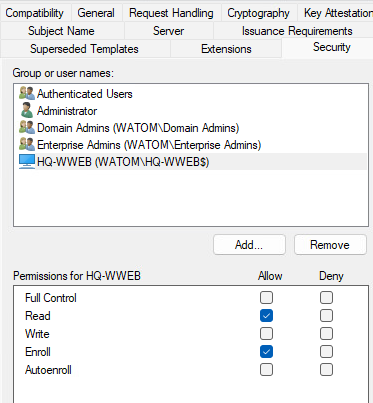 Compatibility General Request Handling Cryptography Key Attestation
Subject Name Server Issuance Requirements
Superseded Templates Extensions Security
Group or user names:
Authenticated Users
Administrator
Domain Admins (WATOM\Domain Admins)
Enterprise Admins (WATOM\Enterprise Admins)
HQ-WWEB (WATOM\HQ-WWEB$)
Add... Remove
Permissions for HQ-WWEB Allow Deny
Full Control
Read
Write
Enroll
Autoenroll